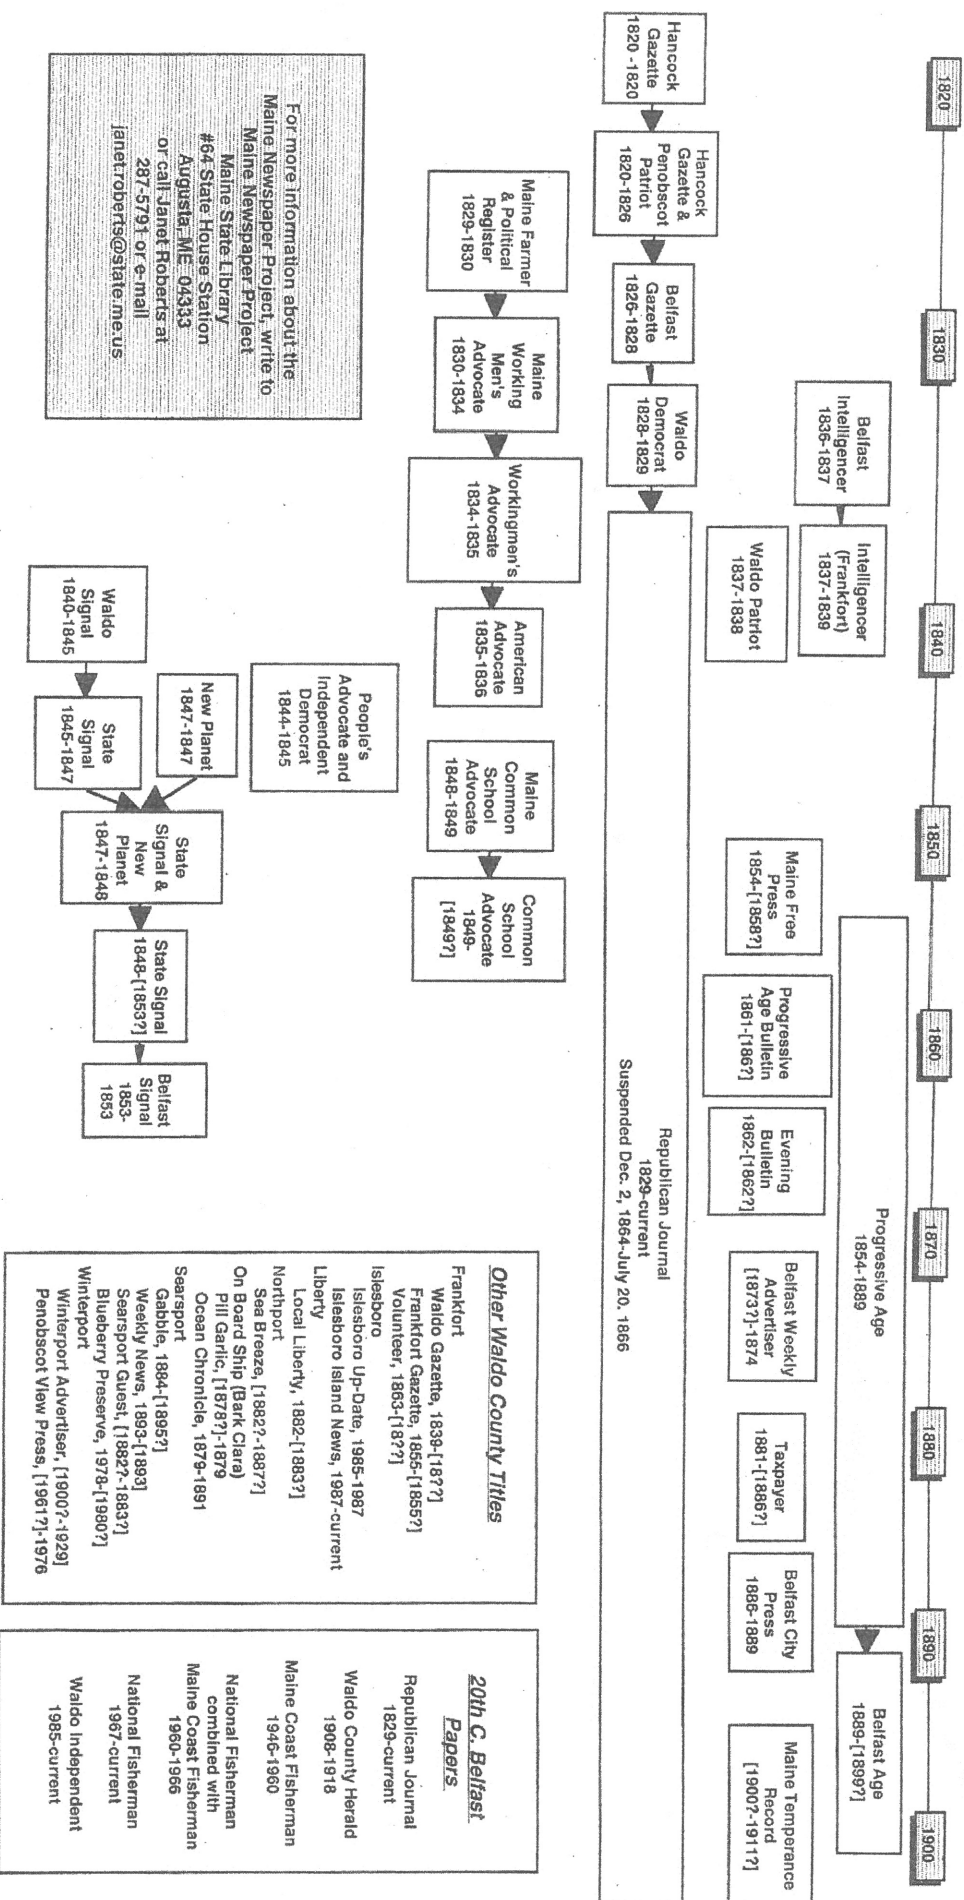 1820
1830
1840
1850
1860
1870
1880
1890
1900
Belfast
Intelligencer
1836-1837
Intelligencer
(Frankfort)
1837-1839
Progressive Age
1854-1889
Belfast Age
1889-[1899?]
Waldo Patriot
1837-1838
Maine Free
Press
1854-[1858?]
Progressive
Age Bulletin
1861-[186?]
Evening
Bulletin
1862-[1862?]
Belfast Weekly
Advertiser
[1873?]-1874
Taxpayer
1881-[1886?]
Belfast City
Press
1886-1889
Maine Temperance
Record
[1900?-1911?]
Hancock
Gazette
1820 -1820
Hancock
Gazette &
Penobscot
Patriot
1820-1826
Belfast
Gazette
1826-1828
Waldo
Democrat
1828-1829
Republican Journal
1829-current
Suspended Dec. 2, 1864-July 20, 1866
Maine Farmer
& Political
Register
1829-1830
Maine
Working
Men's
Advocate
1830-1834
Workingmen's
Advocate
1834-1835
American
Advocate
1835-1836
Maine
Common
School
Advocate
1848-1849
Common
School
Advocate
1849-
[1849?]
People's
Advocate and
Independent
Democrat
1844-1845
New Planet
1847-1847
Waldo
Signal
1840-1845
State
Signal
1845-1847
State
Signal &
New
Planet
1847-1848
State Signal
1848-[1853?]
Belfast
Signal
1853-
1853
For more information about the
Maine Newspaper Project, write to
Maine Newspaper Project
Maine State Library
#64 State House Station
Augusta, ME 04333
or call Janet Roberts at
287-5791 or e-mail
janet.roberts@state.me.us
Other Waldo County Titles
Frankfort
Waldo Gazette, 1839-[18??]
Frankfort Gazette, 1855-[1855?]
Volunteer, 1863-[18??]
Islesboro
Islesboro Up-Date, 1985-1987
Islesboro Island News, 1987-current
Liberty
Local Liberty, 1882-[1883?]
Northport
Sea Breeze, [1882?-1887?]
On Board Ship (Bark Clara)
Pill Garlic, [1878?]-1879
Ocean Chronicle, 1879-1891
Searsport
Gabble, 1884-[1895?]
Weekly News, 1893-[1893]
Searsport Guest, [1882?-1883?]
Blueberry Preserve, 1978-[1980?]
Winterport
Winterport Advertiser, [1900?-1929]
Penobscot View Press, [1961?]-1976
20th C. Belfast
Papers
Republican Journal
1829-current
Waldo County Herald
1908-1918
Maine Coast Fisherman
1946-1960
National Fisherman
combined with
Maine Coast Fisherman
1960-1966
National Fisherman
1967-current
Waldo Independent
1985-current